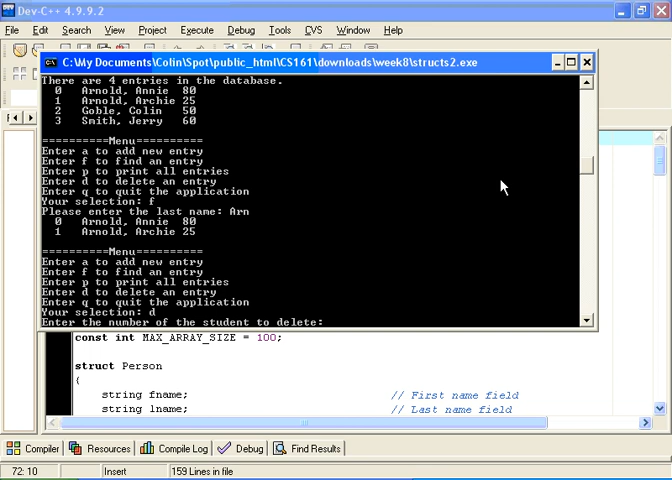 Dev-C++ 4.9.9.2
File Edit Search View Project Execute Debug Tools CVS Window Help
C:\My Documents\Colin\Spot\public_html\CS161\downloads\week8\structs2.exe
There are 4 entries in the database.
0 Arnold, Annie 80
1 Arnold, Archie 25
2 Goble, Colin 50
3 Smith, Jerry 60
==========Menu==========
Enter a to add new entry
Enter f to find an entry
Enter p to print all entries
Enter d to delete an entry
Enter q to quit the application
Your selection: f
Please enter the last name: Arn
0 Arnold, Annie 80
1 Arnold, Archie 25
==========Menu==========
Enter a to add new entry
Enter f to find an entry
Enter p to print all entries
Enter d to delete an entry
Enter q to quit the application
Your selection: d
Enter the number of the student to delete:
const int MAX_ARRAY_SIZE = 100;
struct Person
{
string fname; // First name field
string lname; // Last name field
Compiler Resources Compile Log Debug Find Results
72: 10 Insert 159 Lines in file